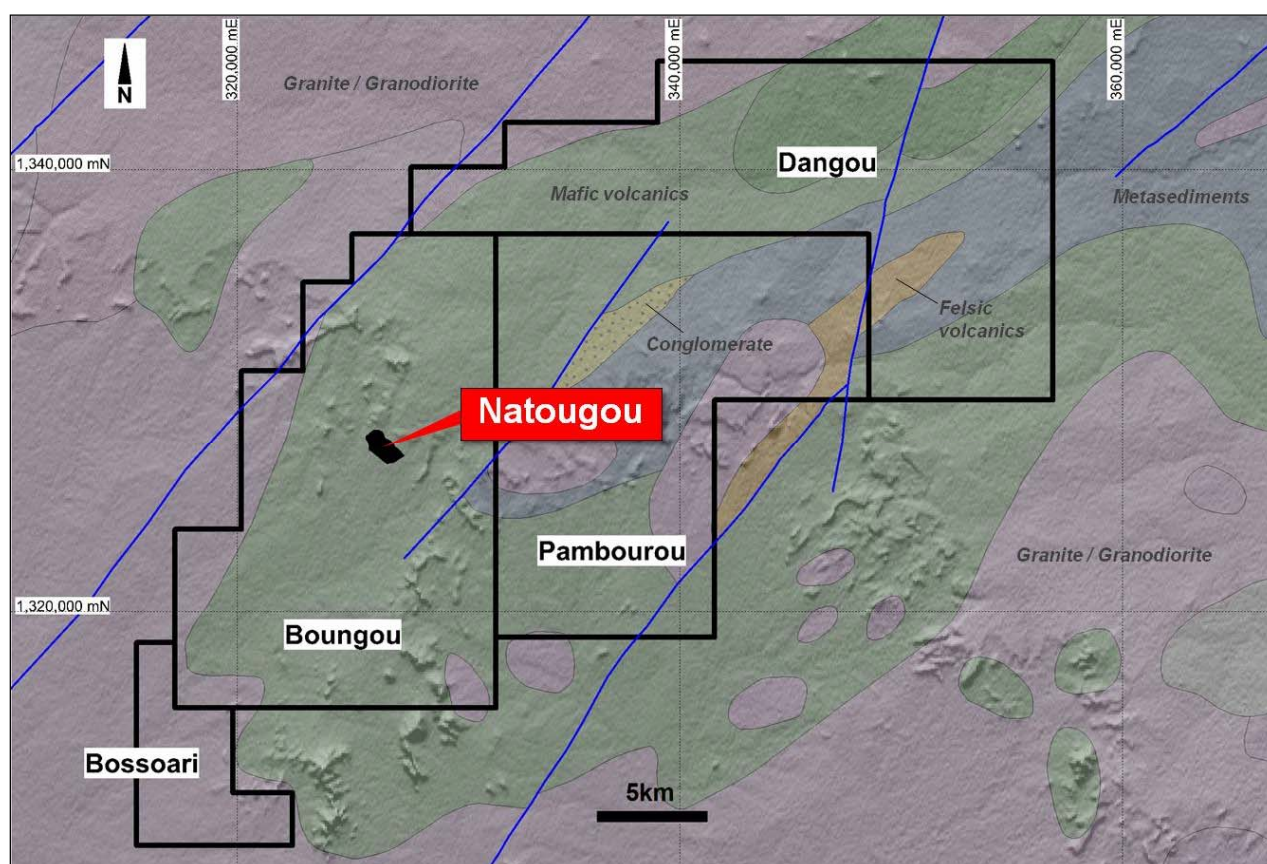 320,000 mE
340,000 mE
360,000 mE
N
Granite / Granodiorite
1,340,000 mN
Dangou
Mafic volcanics
Metasediments
Felsic
volcanics
Conglomerate
Natougou
Pambourou
Granite / Granodiorite
1,320,000 mN
Boungou
Bossoari
5km